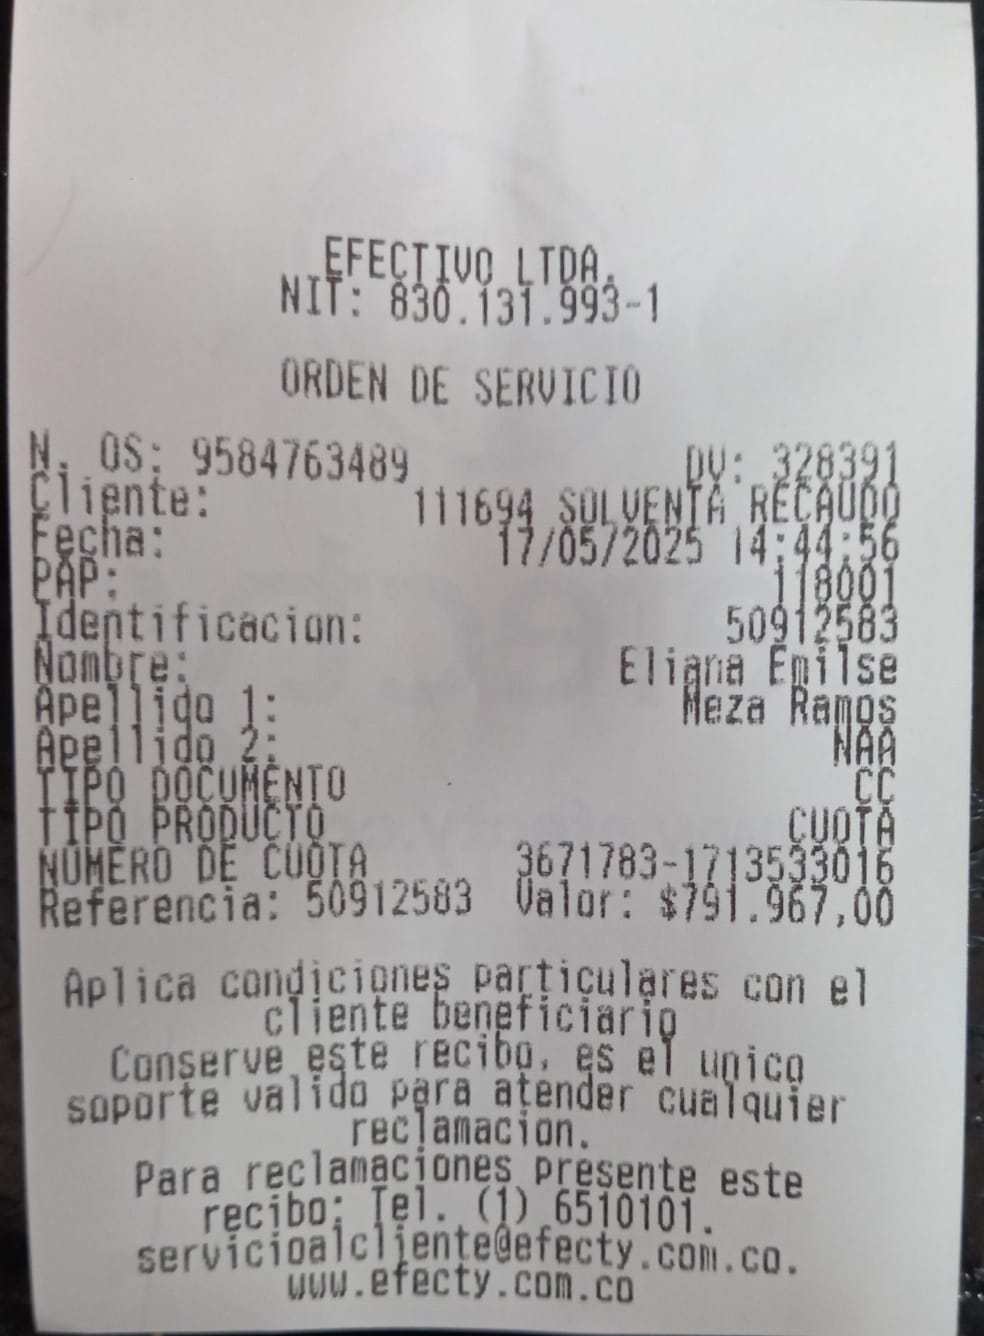 EFECTIVO LTDA.
NIT: 830.131.993-1
ORDEN DE SERVICIO
N. OS: 9584763489 DV: 328391
Cliente: 111694 SOLVENTA RECAUDO
Fecha: 17/05/2025 14:44:56
PAP: 118001
Identificacion: 50912583
Nombre: Eliana Emilse
Apellido 1: Meza Ramos
Apellido 2: NAA
TIPO DOCUMENTO CC
TIPO PRODUCTO CUOTA
NUMERO DE CUOTA 3671783-1713533016
Referencia: 50912583 Valor: $791.967,00
Aplica condiciones particulares con el
cliente beneficiario
Conserve este recibo, es el unico
soporte valido para atender cualquier
reclamacion.
Para reclamaciones presente este
recibo: Tel. (1) 6510101.
servicioalcliente@efecty.com.co.
www.efecty.com.co